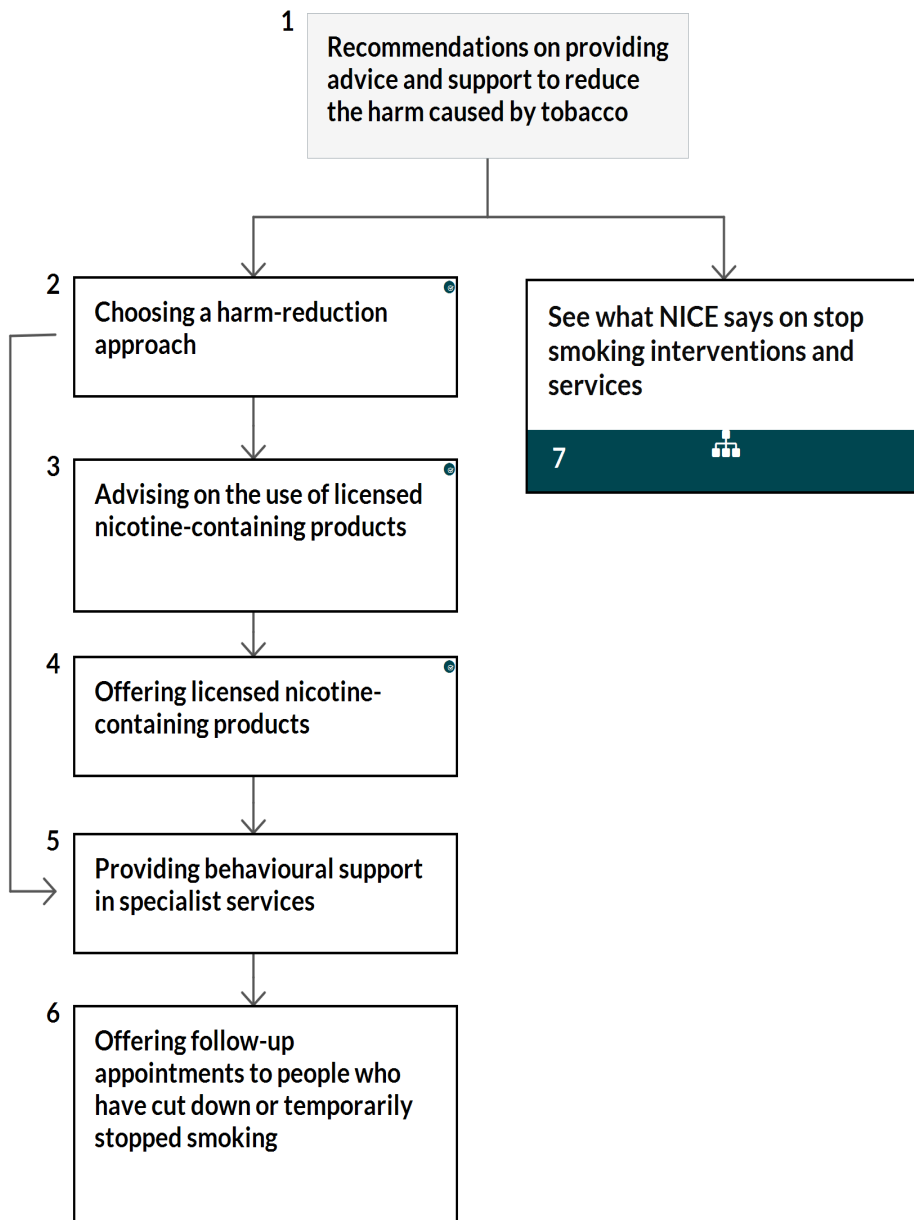 1
Recommendations on providing
advice and support to reduce
the harm caused by tobacco
2
Choosing a harm-reduction
approach
3
Advising on the use of licensed
nicotine-containing products
4
Offering licensed nicotine-
containing products
5
Providing behavioural support
in specialist services
6
Offering follow-up
appointments to people who
have cut down or temporarily
stopped smoking
See what NICE says on stop
smoking interventions and
services
7